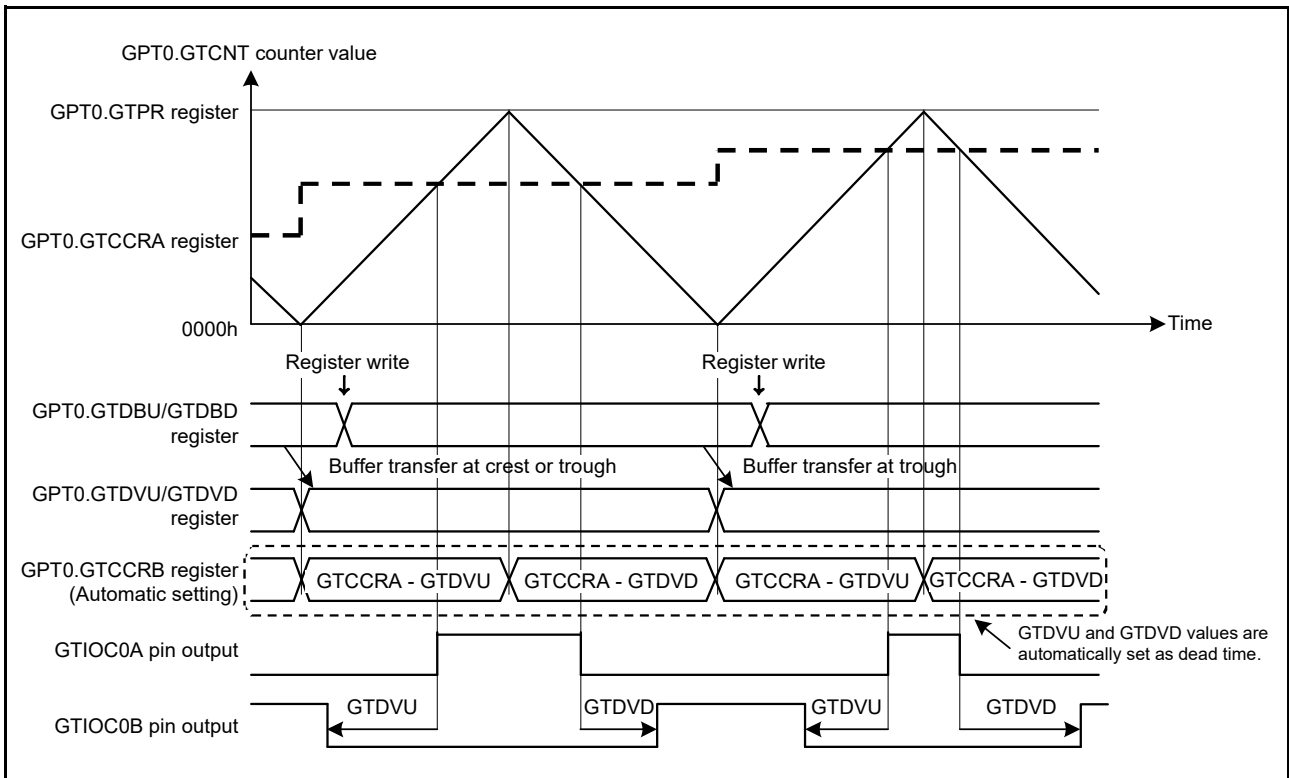 GPT0.GTCNT counter value
GPT0.GTPR register
GPT0.GTCCRA register
0000h
Time
Register write
Register write
GPT0.GTDBU/GTDBD
register
Buffer transfer at crest or trough
Buffer transfer at trough
GPT0.GTDVU/GTDVD
register
GPT0.GTCCRB register
(Automatic setting)
GTCCRA - GTDVU
GTCCRA - GTDVD
GTCCRA - GTDVU
GTCCRA - GTDVD
GTDVU and GTDVD values are
automatically set as dead time.
GTIOC0A pin output
GTDVU
GTDVD
GTDVU
GTDVD
GTIOC0B pin output